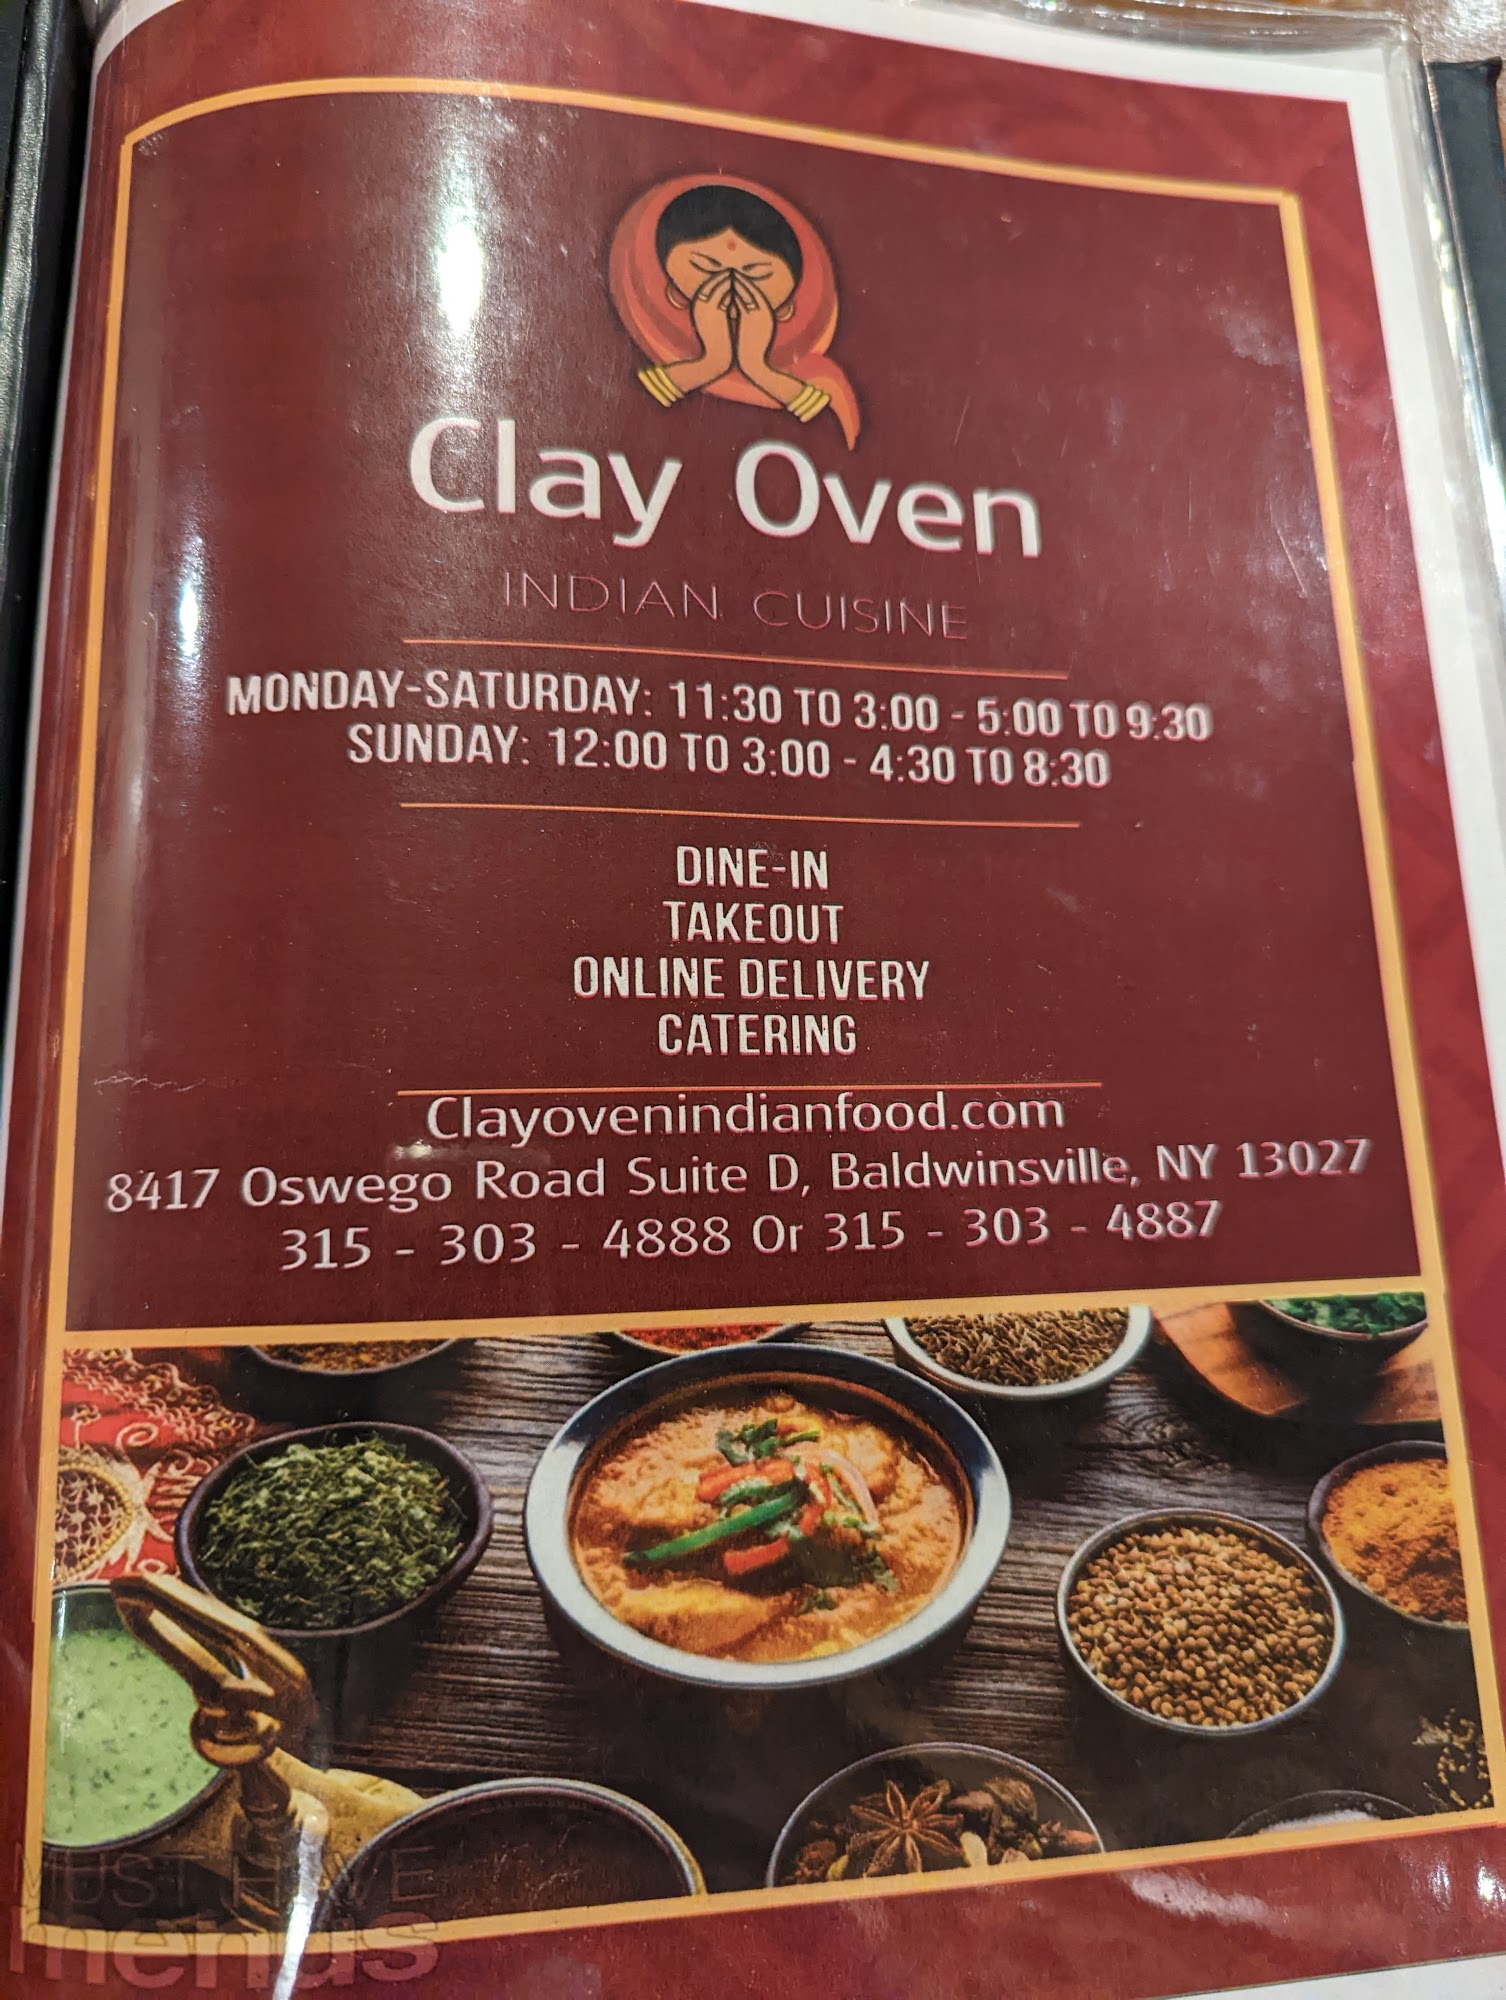 Clay Oven
INDIAN CUISINE
MONDAY-SATURDAY: 11:30 TO 3:00 - 5:00 TO 9:30
SUNDAY: 12:00 TO 3:00 - 4:30 TO 8:30
DINE-IN
TAKEOUT
ONLINE DELIVERY
CATERING
Clayovenindianfood.com
8417 Oswego Road Suite D, Baldwinsville, NY 13027
315 - 303 - 4888 Or 315 - 303 - 4887
MUST HAVE
menus